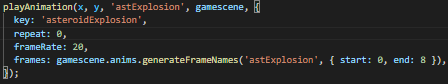 playAnimation(x, y, 'astExplosion', gamescene, {
  key: 'asteroidExplosion',
  repeat: 0,
  frameRate: 20,
  frames: gamescene.anims.generateFrameNames('astExplosion', { start: 0, end: 8 }),
});